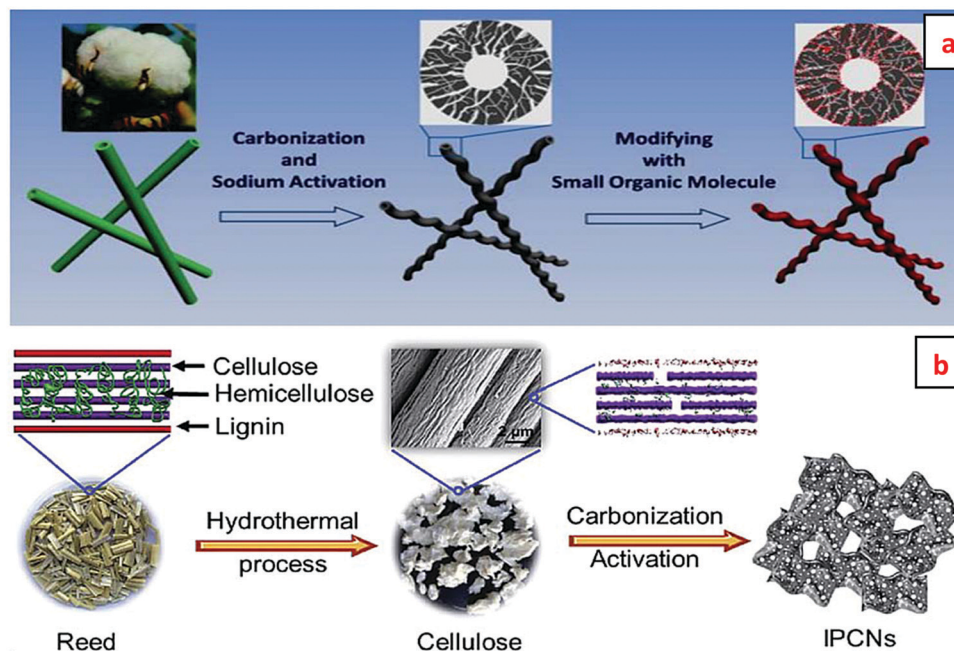 a
Carbonization
and
Sodium Activation
Modifying
with
Small Organic Molecule
b
Cellulose
Hemicellulose
Lignin
2 μm
Hydrothermal
process
Carbonization
Activation
Reed
Cellulose
IPCNs